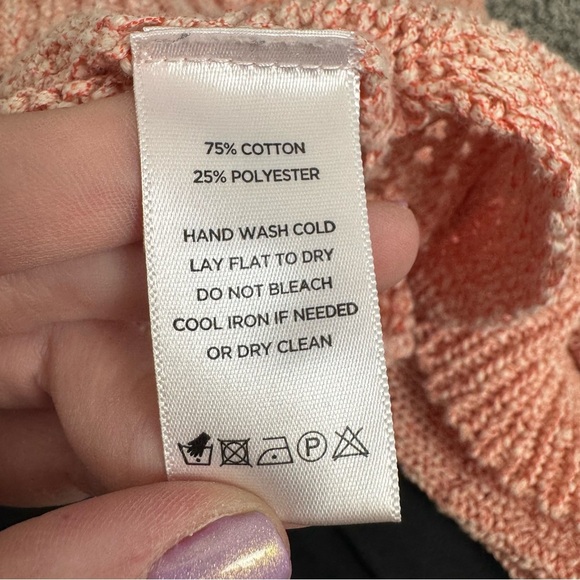 75% COTTON
25% POLYESTER
HAND WASH COLD
LAY FLAT TO DRY
DO NOT BLEACH
COOL IRON IF NEEDED
OR DRY CLEAN
P